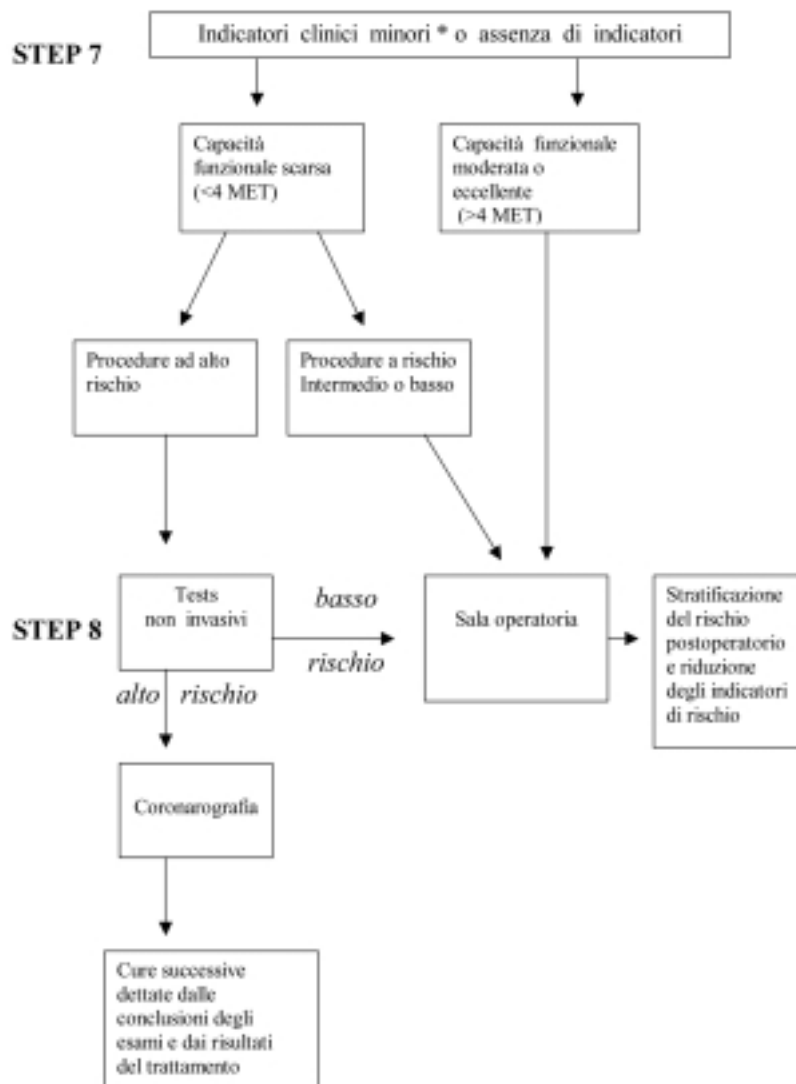 Indicatori clinici minori * o assenza di indicatori
STEP 7
Capacità
funzionale scarsa
(<4 MET)
Capacità funzionale
moderata o
eccellente
(>4 MET)
Procedure ad alto
rischio
Procedure a rischio
Intermedio o basso
STEP 8
Tests
non invasivi
basso
rischio
Sala operatoria
Stratificazione
del rischio
postoperatorio
e riduzione
degli indicatori
di rischio
alto rischio
Coronarografia
Cure successive
dettate dalle
conclusioni degli
esami e dai risultati
del trattamento